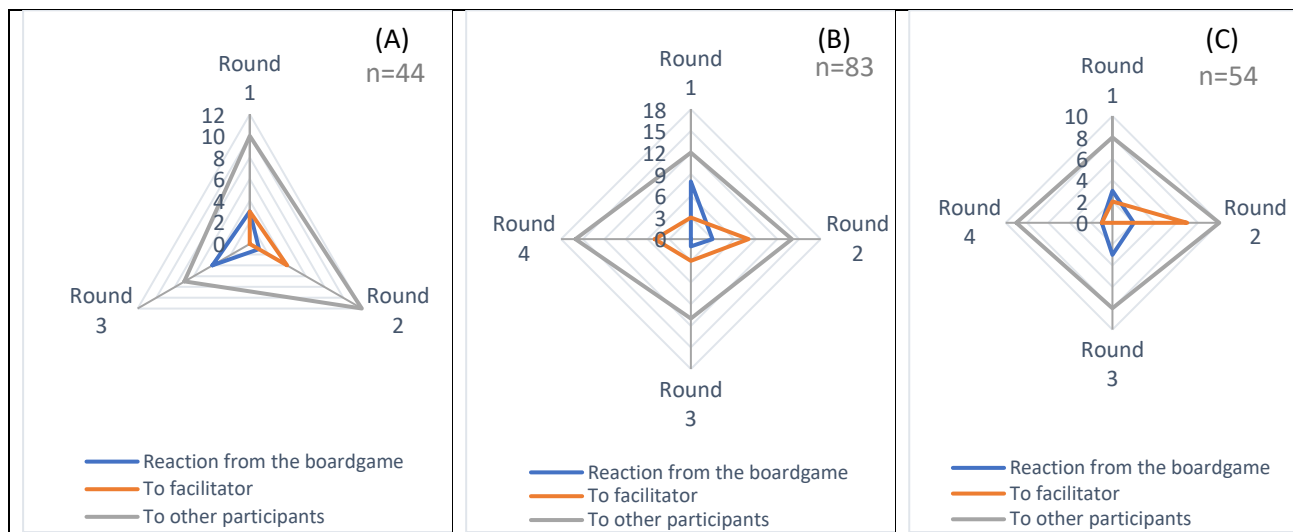 (A)
n=44
Round
1
12
10
8
6
4
2
0
Round
3
Round
2
Reaction from the boardgame
To facilitator
To other participants
(B)
n=83
Round
1
18
15
12
9
6
3
0
Round
4
Round
2
Round
3
Reaction from the boardgame
To facilitator
To other participants
(C)
n=54
Round
1
10
8
6
4
2
0
Round
4
Round
2
Round
3
Reaction from the boardgame
To facilitator
To other participants